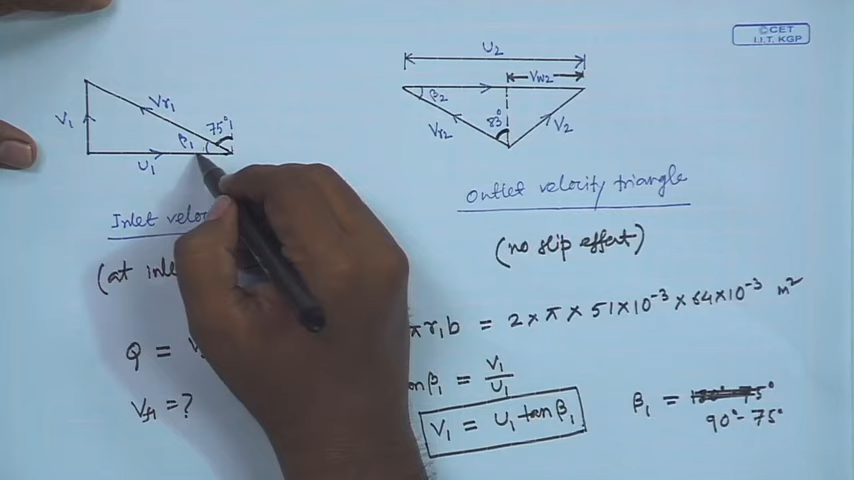 ©CET
I.I.T. KGP
U2
Vw2
β2
83°
Vr2
V2
Vr1
75°
V1
β1
U1
Outlet velocity triangle
Inlet velo
(no slip effect)
(at inle
Q =
πr1b = 2×π×51×10⁻³×64×10⁻³ m²
β1 = V1/U1
Vf1 = ?
V1 = U1 tanβ1
β1 =
90°-75°